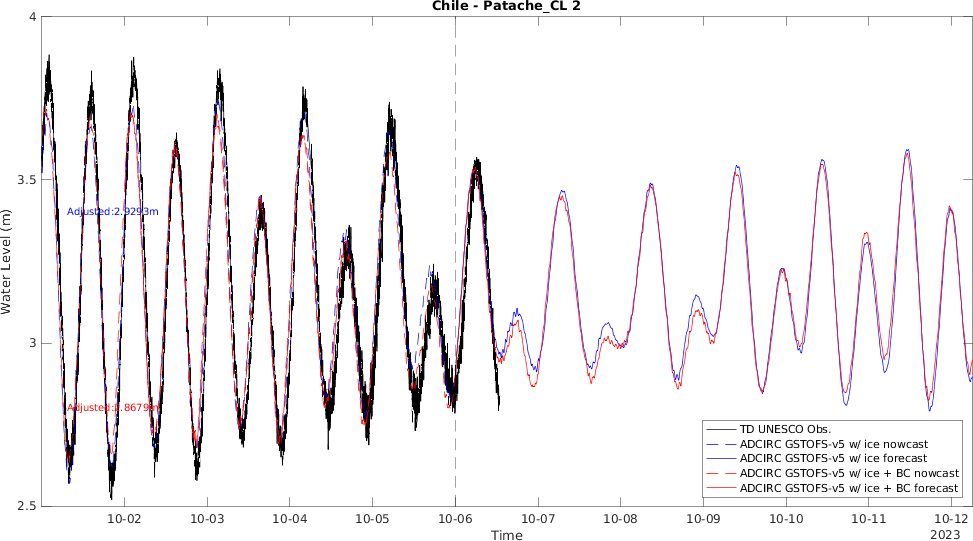 Chile - Patache_CL 2
4
3.5
3
2.5
Water Level (m)
Adjusted:2.9293m
10-02
10-03
10-04
10-05
10-06
10-07
10-08
10-09
10-10
10-11
10-12
Time
2023
TD UNESCO Obs.
ADCIRC GSTOFS-v5 w/ ice nowcast
ADCIRC GSTOFS-v5 w/ ice forecast
ADCIRC GSTOFS-v5 w/ ice + BC nowcast
ADCIRC GSTOFS-v5 w/ ice + BC forecast